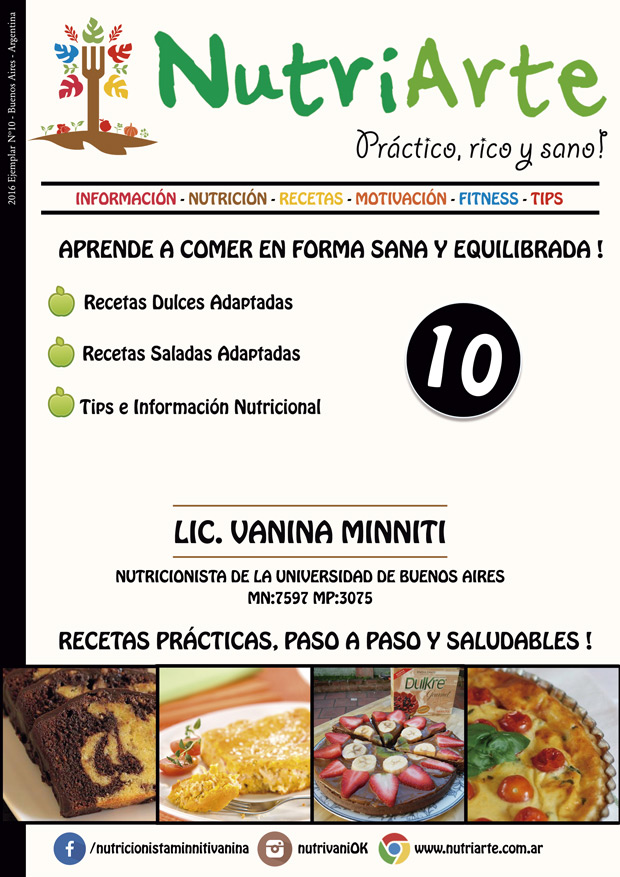 2016 Ejemplar N°10 - Buenos Aires - Argentina
NutriArte
Práctico, rico y sano!
INFORMACIÓN - NUTRICIÓN - RECETAS - MOTIVACIÓN - FITNESS - TIPS
APRENDE A COMER EN FORMA SANA Y EQUILIBRADA !
Recetas Dulces Adaptadas
Recetas Saladas Adaptadas
Tips e Información Nutricional
10
LIC. VANINA MINNITI
NUTRICIONISTA DE LA UNIVERSIDAD DE BUENOS AIRES
MN:7597 MP:3075
RECETAS PRÁCTICAS, PASO A PASO Y SALUDABLES !
DulKre
/nutricionistaminnitivanina nutrivaniOK www.nutriarte.com.ar